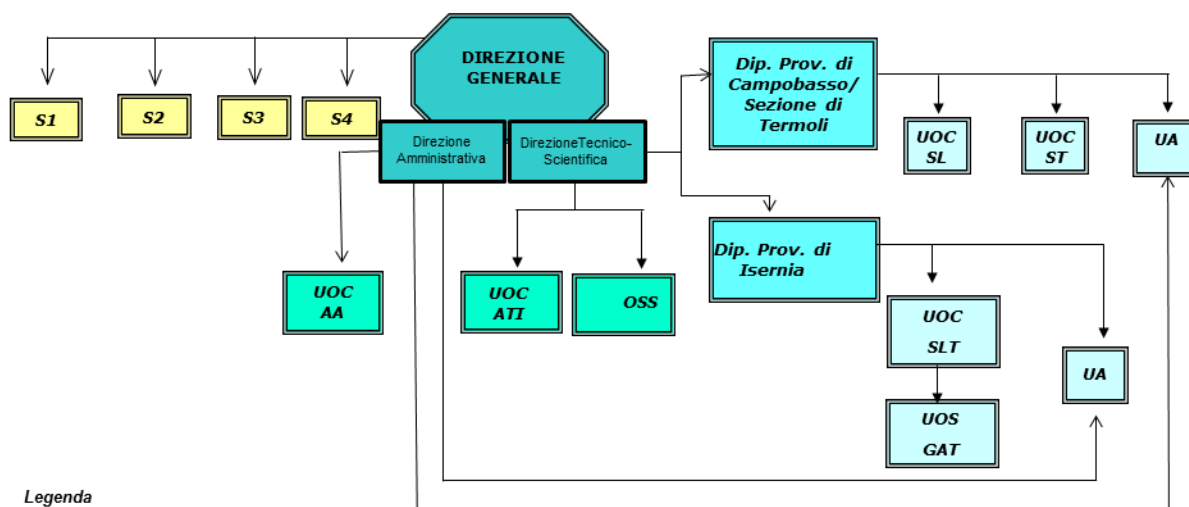 DIREZIONE
GENERALE
S1
S2
S3
S4
Direzione
Amministrativa
DirezioneTecnico-
Scientifica
Dip. Prov. di
Campobasso/
Sezione di
Termoli
UOC
SL
UOC
ST
UA
UOC
AA
UOC
ATI
OSS
Dip. Prov. di
Isernia
UOC
SLT
UA
UOS
GAT
Legenda